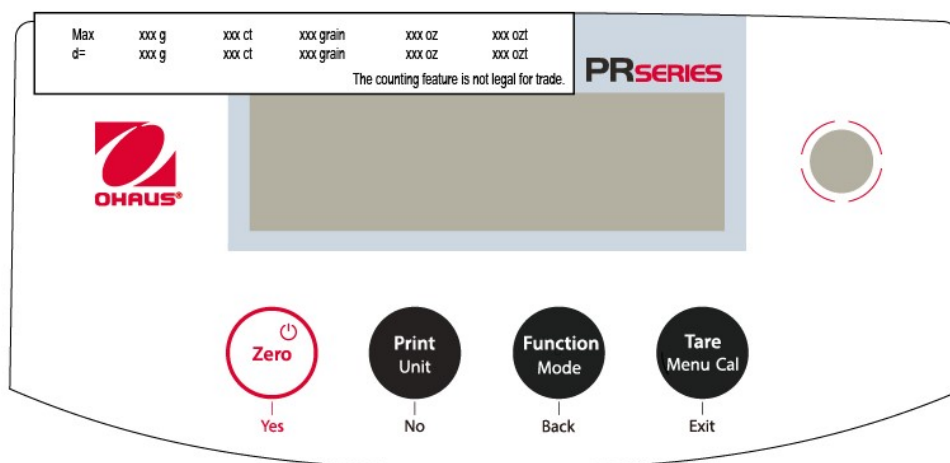 Max xxx g xxx ct xxx grain xxx oz xxx ozt
d= xxx g xxx ct xxx grain xxx oz xxx ozt
The counting feature is not legal for trade.
PRSERIES
OHAUS®
Zero
Print
Unit
Function
Mode
Tare
Menu Cal
Yes
No
Back
Exit